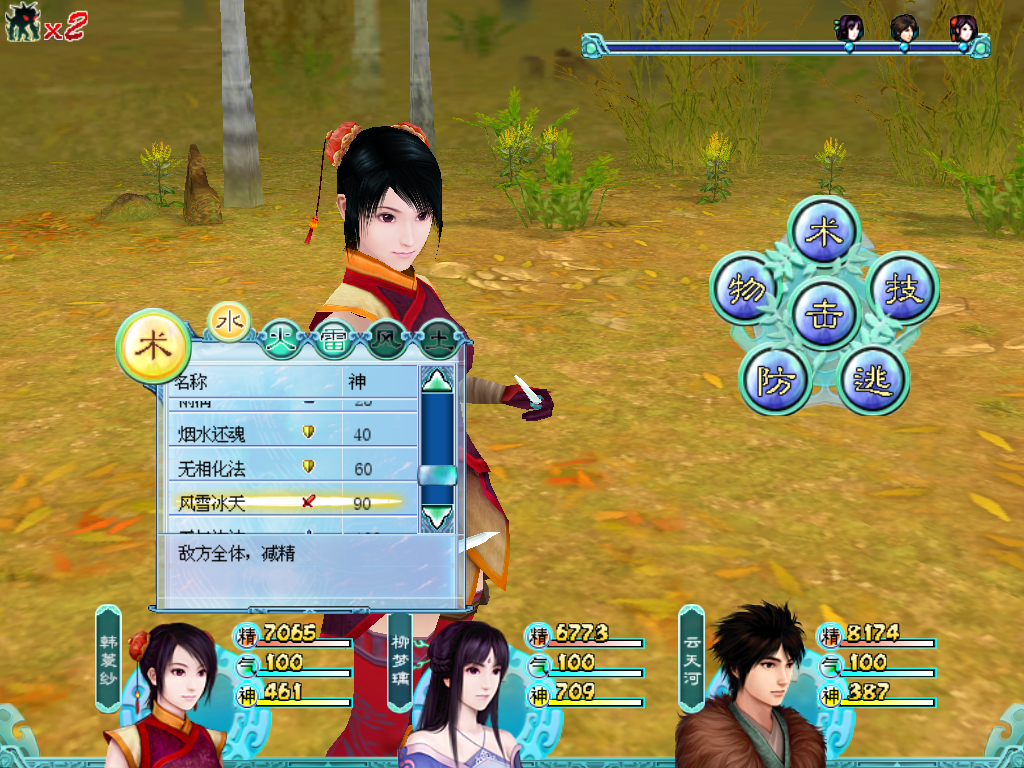 x2
术
物
技
击
防
逃
术
水
火
雷
风
土
名称 神
烟水还魂 40
无相化法 60
风雪冰天 90
敌方全体，减精
韩菱纱
精 7065
气 100
神 461
柳梦璃
精 6773
气 100
神 709
云天河
精 8174
气 100
神 387